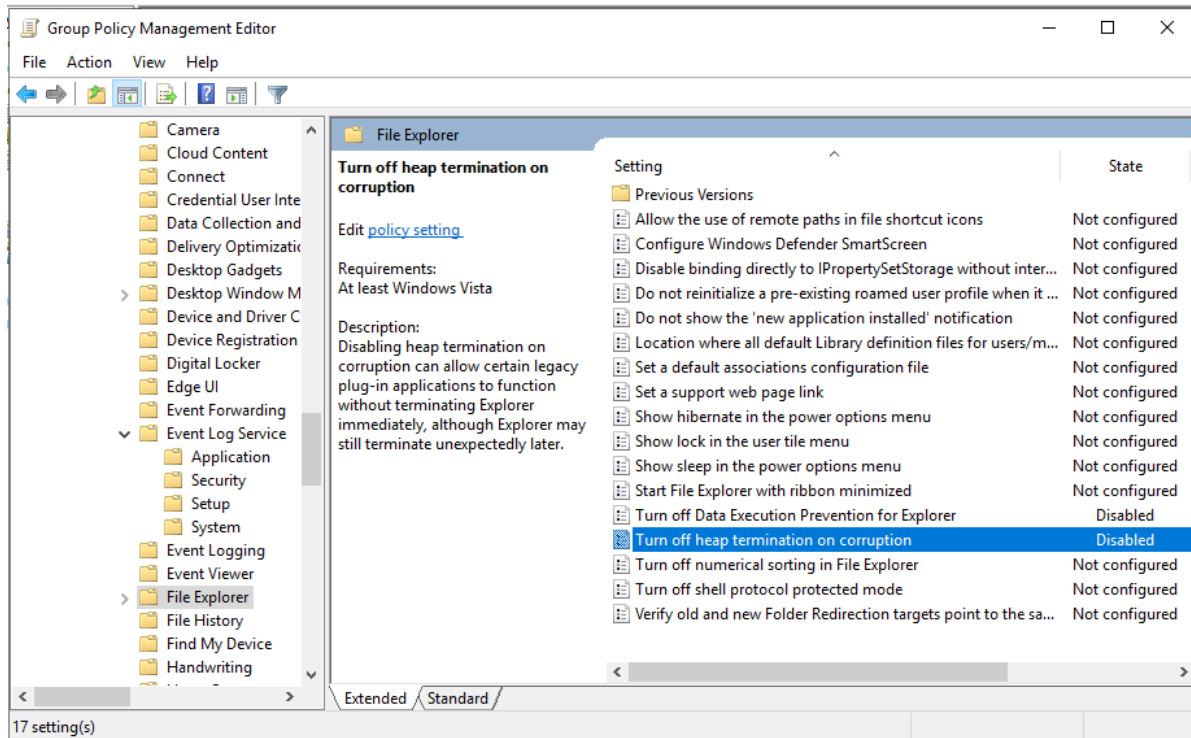 Group Policy Management Editor
File Action View Help
Camera
Cloud Content
Connect
Credential User Inte
Data Collection and
Delivery Optimizatic
Desktop Gadgets
Desktop Window M
Device and Driver C
Device Registration
Digital Locker
Edge UI
Event Forwarding
Event Log Service
Application
Security
Setup
System
Event Logging
Event Viewer
File Explorer
File History
Find My Device
Handwriting
File Explorer
Turn off heap termination on
corruption
Edit policy setting
Requirements:
At least Windows Vista
Description:
Disabling heap termination on
corruption can allow certain legacy
plug-in applications to function
without terminating Explorer
immediately, although Explorer may
still terminate unexpectedly later.
Setting State
Previous Versions
Allow the use of remote paths in file shortcut icons Not configured
Configure Windows Defender SmartScreen Not configured
Disable binding directly to IPropertySetStorage without inter... Not configured
Do not reinitialize a pre-existing roamed user profile when it ... Not configured
Do not show the 'new application installed' notification Not configured
Location where all default Library definition files for users/m... Not configured
Set a default associations configuration file Not configured
Set a support web page link Not configured
Show hibernate in the power options menu Not configured
Show lock in the user tile menu Not configured
Show sleep in the power options menu Not configured
Start File Explorer with ribbon minimized Not configured
Turn off Data Execution Prevention for Explorer Disabled
Turn off heap termination on corruption Disabled
Turn off numerical sorting in File Explorer Not configured
Turn off shell protocol protected mode Not configured
Verify old and new Folder Redirection targets point to the sa... Not configured
Extended Standard
17 setting(s)